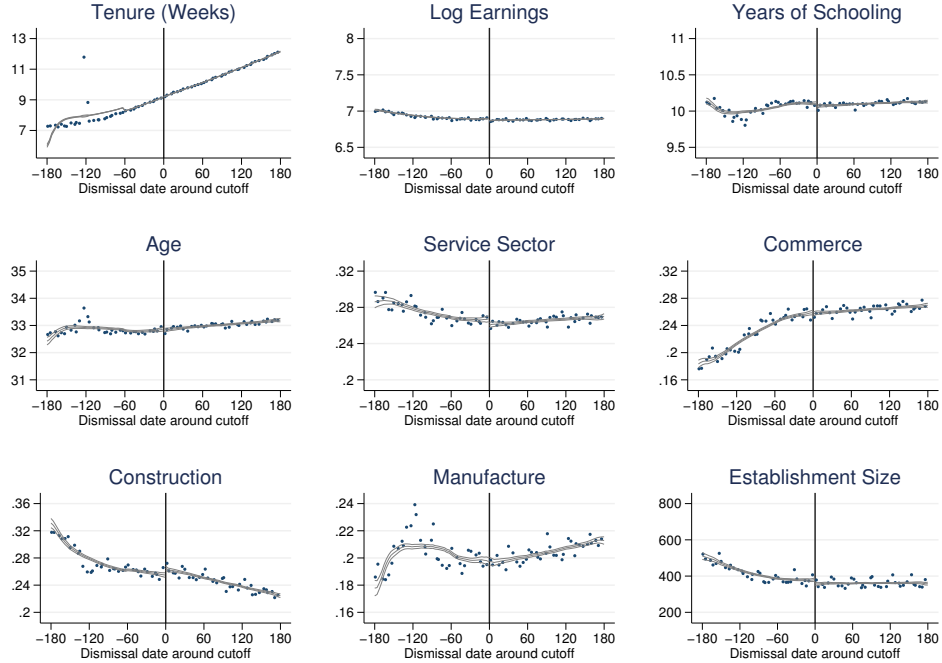 Tenure (Weeks)
13
11
9
7
−180 −120 −60 0 60 120 180
Dismissal date around cutoff
Log Earnings
8
7.5
7
6.5
−180 −120 −60 0 60 120 180
Dismissal date around cutoff
Years of Schooling
11
10.5
10
9.5
−180 −120 −60 0 60 120 180
Dismissal date around cutoff
Age
35
34
33
32
31
−180 −120 −60 0 60 120 180
Dismissal date around cutoff
Service Sector
.32
.28
.24
.2
−180 −120 −60 0 60 120 180
Dismissal date around cutoff
Commerce
.32
.28
.24
.2
.16
−180 −120 −60 0 60 120 180
Dismissal date around cutoff
Construction
.36
.32
.28
.24
.2
−180 −120 −60 0 60 120 180
Dismissal date around cutoff
Manufacture
.24
.22
.2
.18
.16
−180 −120 −60 0 60 120 180
Dismissal date around cutoff
Establishment Size
800
600
400
200
−180 −120 −60 0 60 120 180
Dismissal date around cutoff